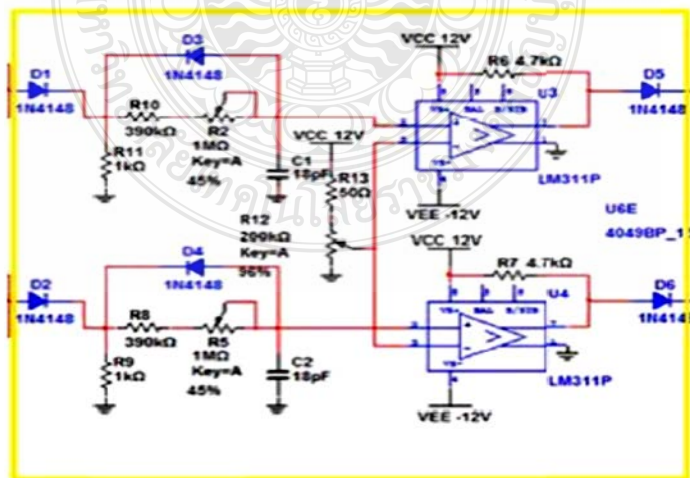 D3
1N4148
VCC 12V
R6 4.7kΩ
D1
1N4148
U3
D5
1N4148
R10
390kΩ
R2
1MΩ
Key=A
45%
VCC 12V
R11
1kΩ
C1
18pF
R13
50Ω
LM311P
VEE -12V
R12
200kΩ
Key=A
96%
U6E
4049BP_1
VCC 12V
D4
1N4148
R7 4.7kΩ
D2
1N4148
U4
D6
1N414
R8
390kΩ
R5
1MΩ
Key=A
45%
R9
1kΩ
C2
18pF
LM311P
VEE -12V